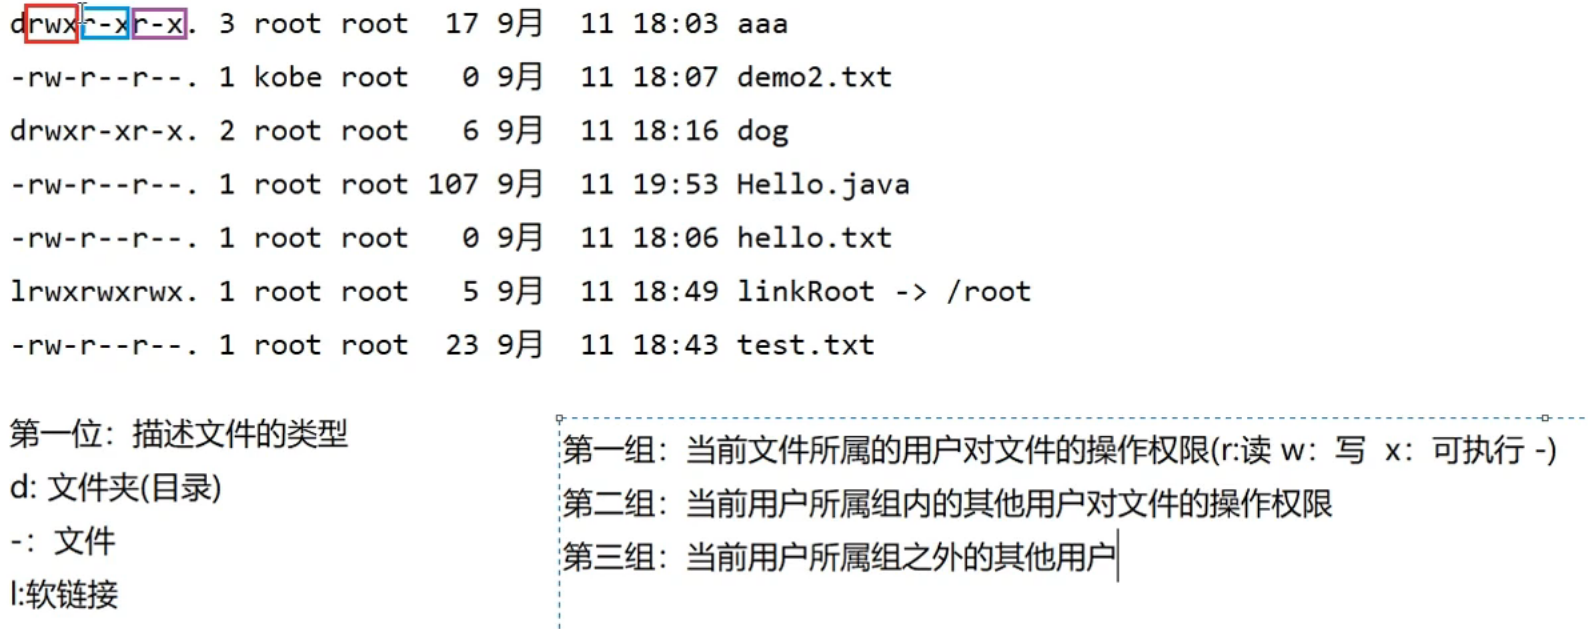 drwxr-xr-x. 3 root root  17 9月  11 18:03 aaa
-rw-r--r--. 1 kobe root   0 9月  11 18:07 demo2.txt
drwxr-xr-x. 2 root root   6 9月  11 18:16 dog
-rw-r--r--. 1 root root 107 9月  11 19:53 Hello.java
-rw-r--r--. 1 root root   0 9月  11 18:06 hello.txt
lrwxrwxrwx. 1 root root   5 9月  11 18:49 linkRoot -> /root
-rw-r--r--. 1 root root  23 9月  11 18:43 test.txt
第一位：描述文件的类型
d: 文件夹(目录)
-：文件
l:软链接
第一组：当前文件所属的用户对文件的操作权限(r:读 w：写 x：可执行 -)
第二组：当前用户所属组内的其他用户对文件的操作权限
第三组：当前用户所属组之外的其他用户